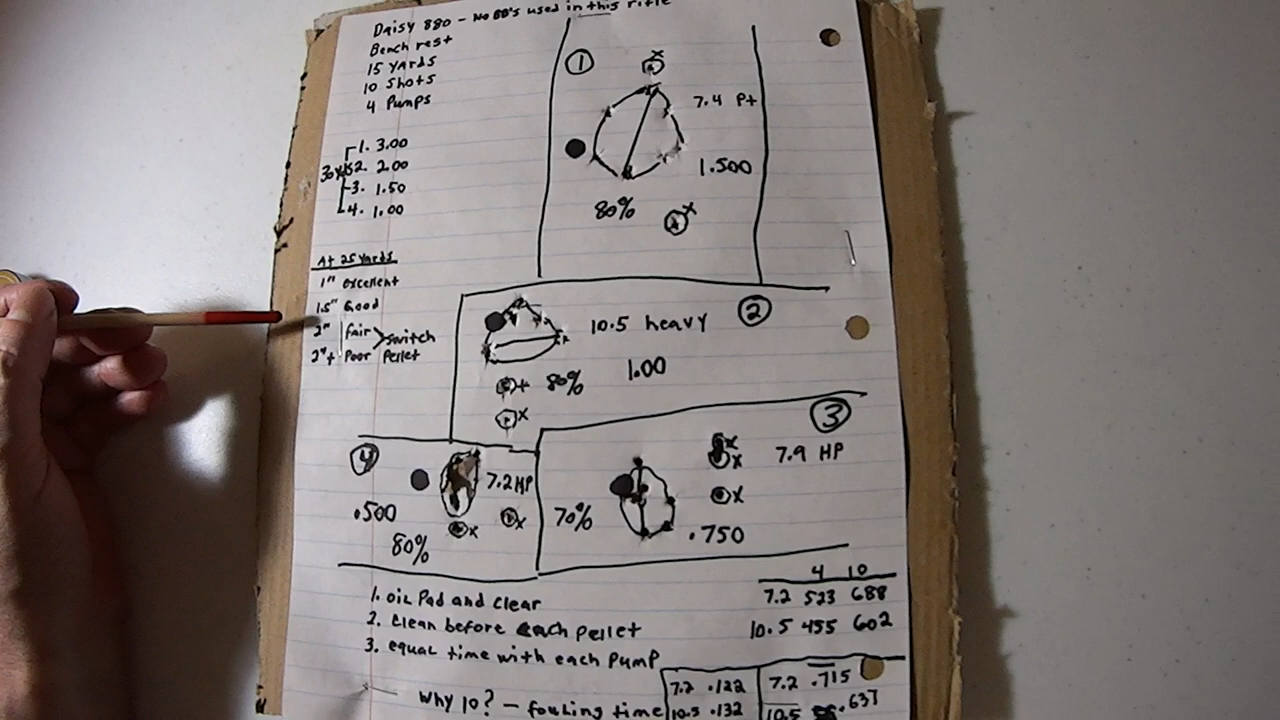 Daisy 880 - No BB's used in this rifle
Bench rest
15 yards
10 Shots
4 Pumps
1. 3.00
2. 2.00
3. 1.50
4. 1.00
At 25 yards
1" excellent
1.5" Good
2" fair
2"+ Poor
switch
Pellet
1
x
7.4 Pt
1.500
80%
x
2
10.5 heavy
1.00
80%
x
3
x
x
7.9 HP
x
70%
.750
4
7.2 HP
.500
x
x
80%
1. oil Pad and Clear
2. Clean before each Pellet
3. equal time with each Pump
Why 10? - fouling time
4 10
7.2 523 688
10.5 455 602
7.2 .122
10.5 .132
7.2 .715
10.5 .637